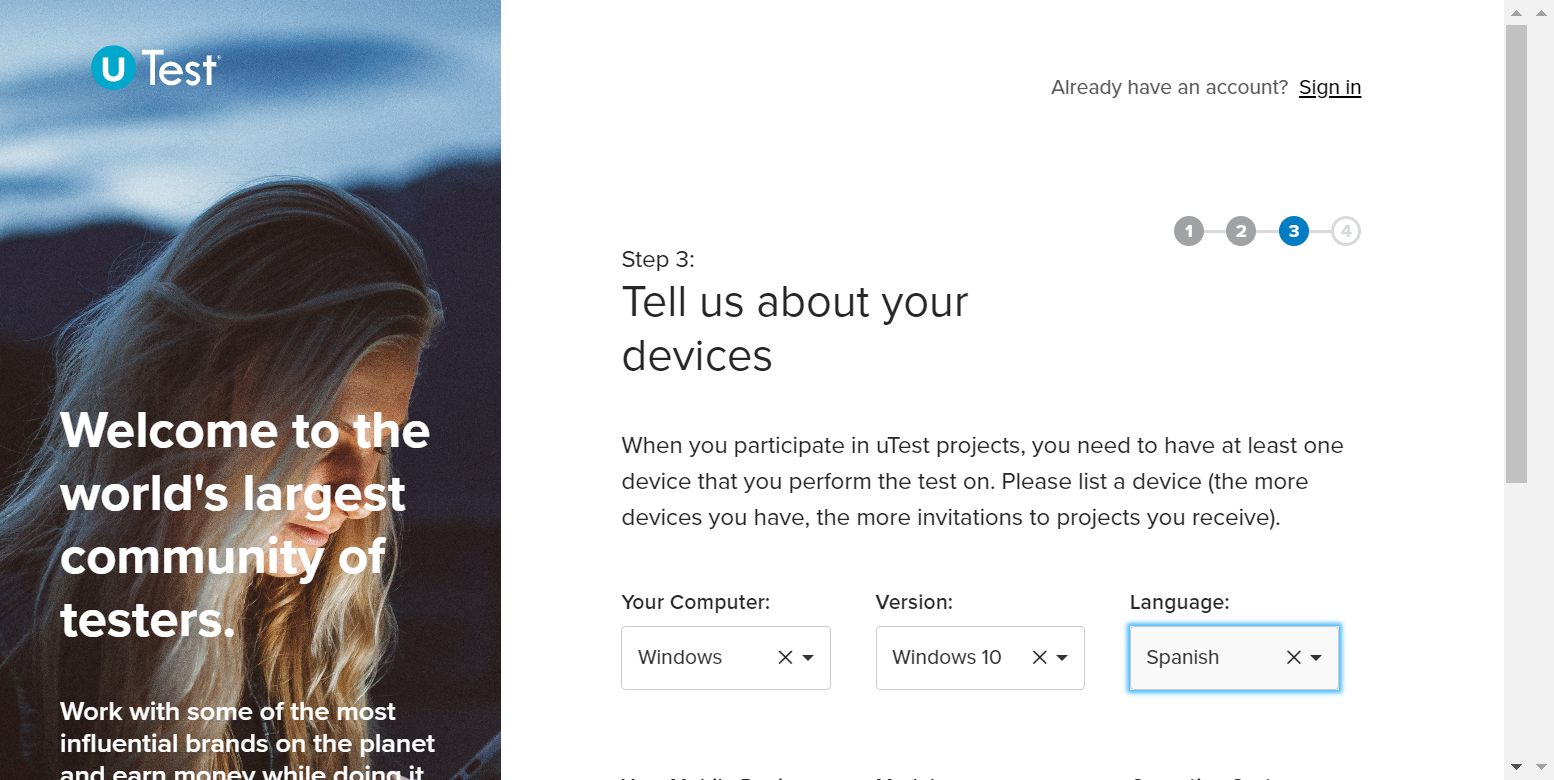 u Test
Already have an account? Sign in
1 2 3 4
Step 3:
Tell us about your
devices
Welcome to the
world's largest
community of
testers.
When you participate in uTest projects, you need to have at least one
device that you perform the test on. Please list a device (the more
devices you have, the more invitations to projects you receive).
Your Computer: Version: Language:
Windows Windows 10 Spanish
Work with some of the most
influential brands on the planet
and earn money while doing it